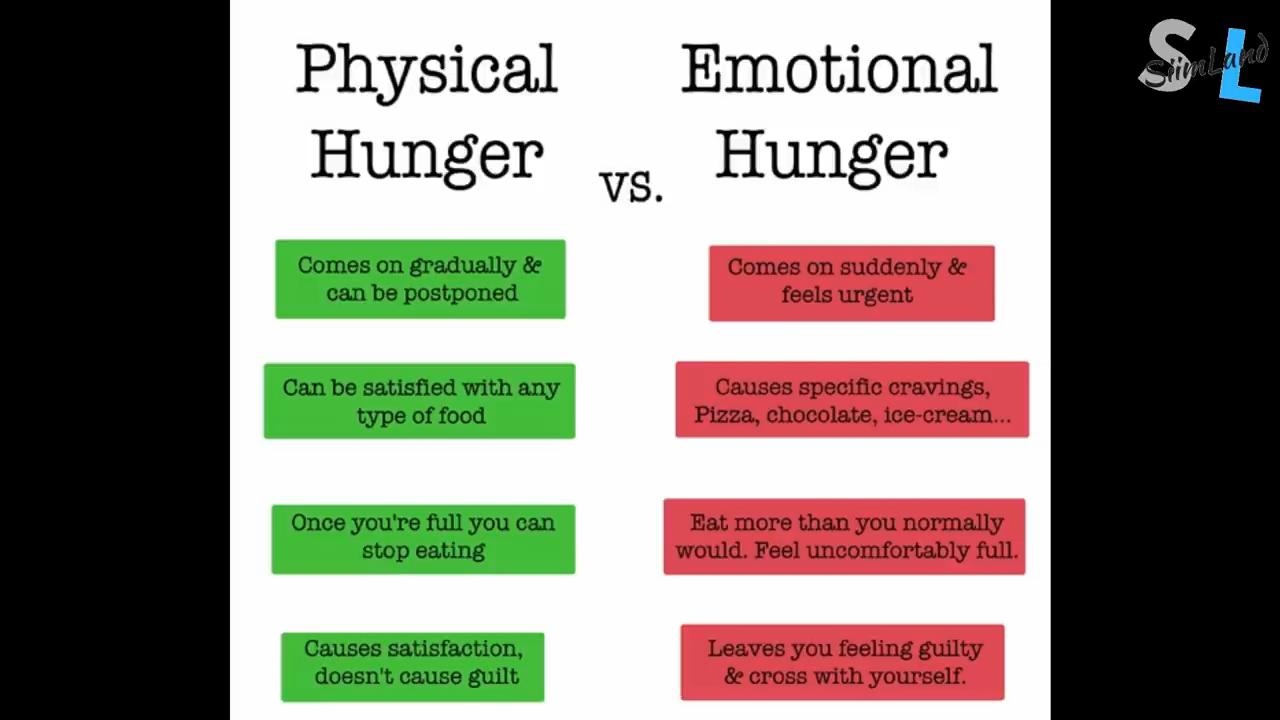 Physical
Hunger
vs.
Emotional
Hunger
Comes on gradually &
can be postponed
Comes on suddenly &
feels urgent
Can be satisfied with any
type of food
Causes specific cravings,
Pizza, chocolate, ice-cream...
Once you're full you can
stop eating
Eat more than you normally
would. Feel uncomfortably full.
Causes satisfaction,
doesn't cause guilt
Leaves you feeling guilty
& cross with yourself.
SL
SiimLand